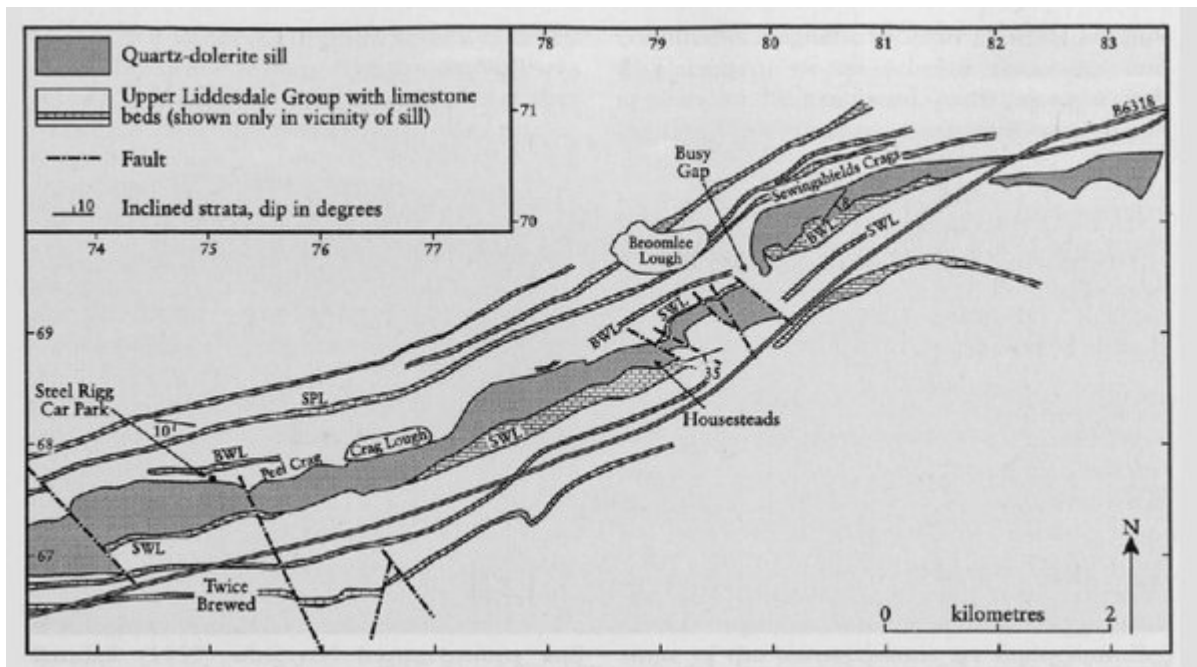 Quartz-dolerite sill
Upper Liddesdale Group with limestone
beds (shown only in vicinity of sill)
Fault
10 Inclined strata, dip in degrees
78 79 80 81 82 83
71
B6318
Busy
Gap
Sewingshields Crags
70
74 75 76 77
Broomlee
Lough
BWL
SWL
SWL
BWL
69
69
35
Steel Rigg
Car Park
SPL
Housesteads
10
68
68
BWL
Peel Crag
Crag Lough
SWL
SWL
67
67
N
Twice
Brewed
0 kilometres 2